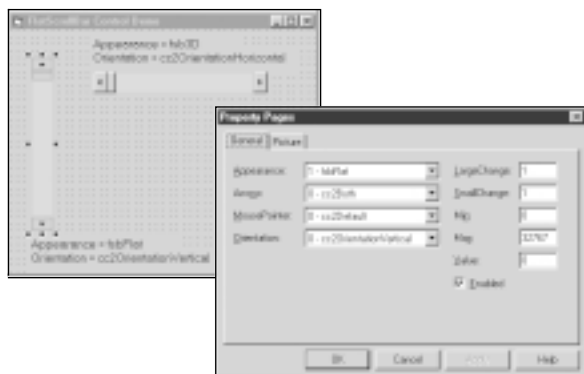 FlatScrollBar Control Demo
Appearance = fsb3D
Orientation = cc2OrientationHorizontal
Appearance = fsbFlat
Orientation = cc2OrientationVertical
Property Pages
General Picture
Appearance: 1 - fsbFlat
Arrows: 0 - cc2Both
MousePointer: 0 - cc2Default
Orientation: 0 - cc2OrientationVertical
LargeChange: 1
SmallChange: 1
Min: 0
Max: 32767
Value: 0
Enabled
OK Cancel Apply Help